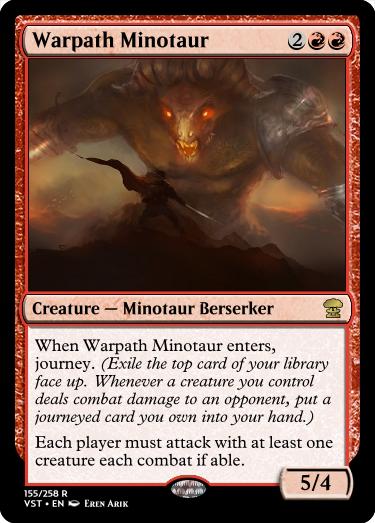 Warpath Minotaur 2
Creature — Minotaur Berserker
When Warpath Minotaur enters,
journey. (Exile the top card of your library
face up. Whenever a creature you control
deals combat damage to an opponent, put a
journeyed card you own into your hand.)
Each player must attack with at least one
creature each combat if able.
5/4
155/258 R
VST • EN Eren Arik